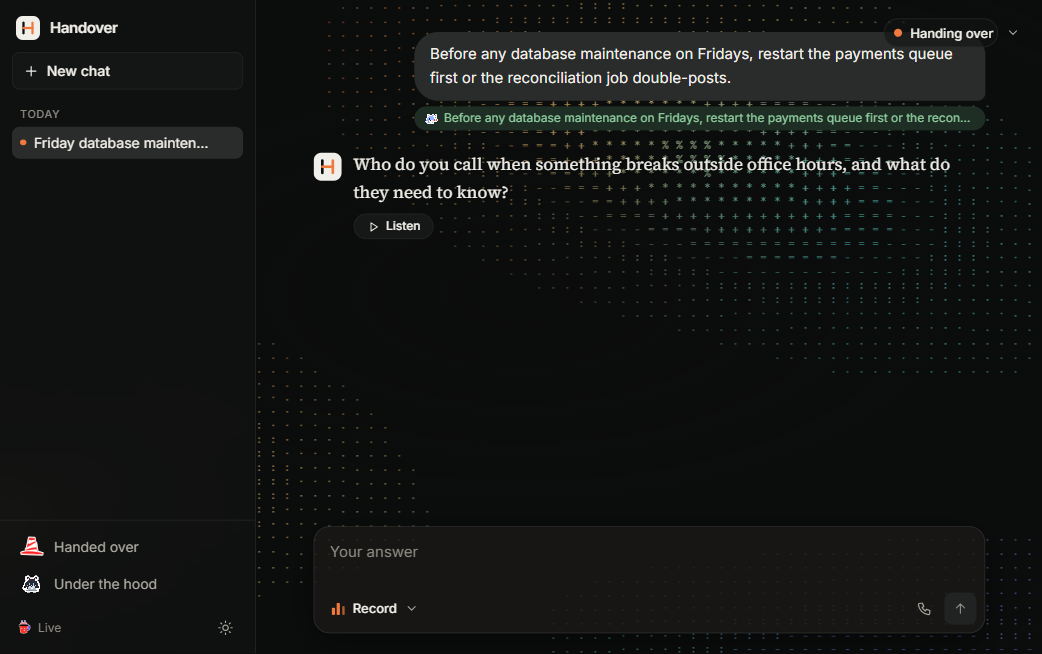 Handover
New chat
TODAY
Friday database mainten...
Handed over
Under the hood
Live
Handing over
Before any database maintenance on Fridays, restart the payments queue
first or the reconciliation job double-posts.
Before any database maintenance on Fridays, restart the payments queue first or the recon...
Who do you call when something breaks outside office hours, and what do
they need to know?
Listen
Your answer
Record